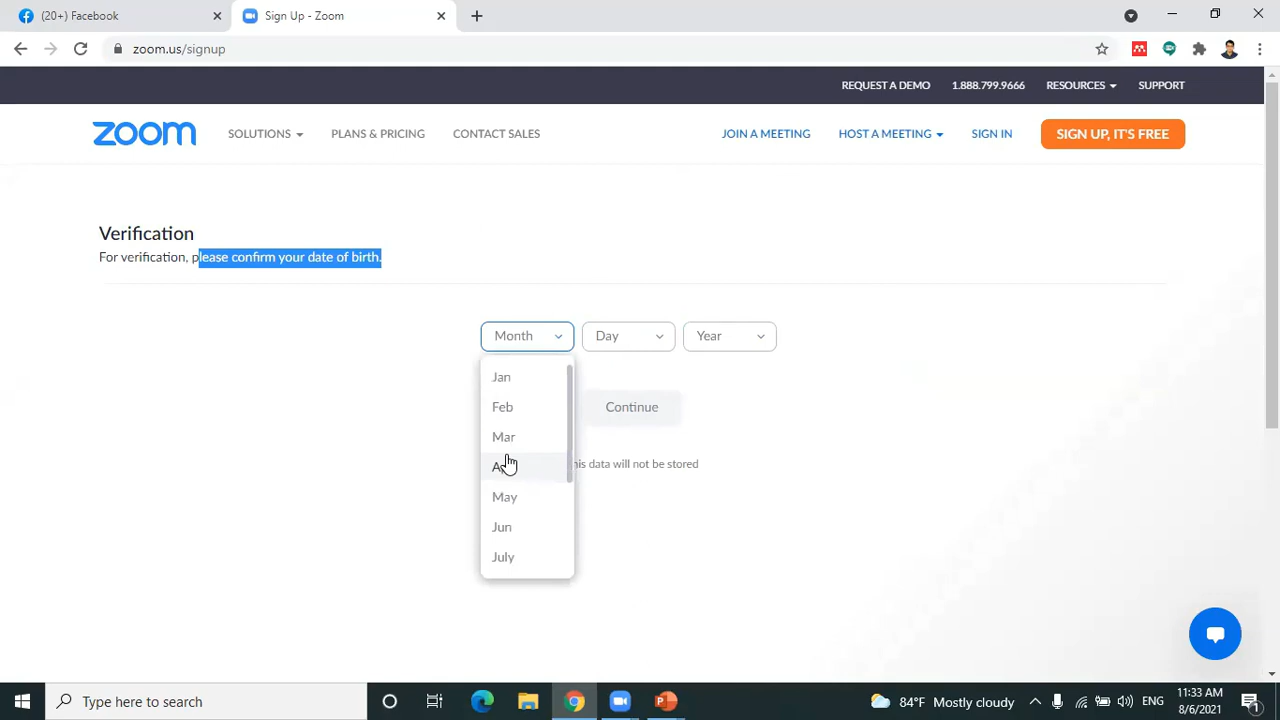 (20+) Facebook
Sign Up - Zoom
zoom.us/signup
REQUEST A DEMO 1.888.799.9666 RESOURCES SUPPORT
zoom SOLUTIONS PLANS & PRICING CONTACT SALES JOIN A MEETING HOST A MEETING SIGN IN SIGN UP, IT'S FREE
Verification
For verification, please confirm your date of birth.
Month Day Year
Jan
Feb
Continue
Mar
his data will not be stored
May
Jun
July
Type here to search
84°F Mostly cloudy
ENG
11:33 AM
8/6/2021
1